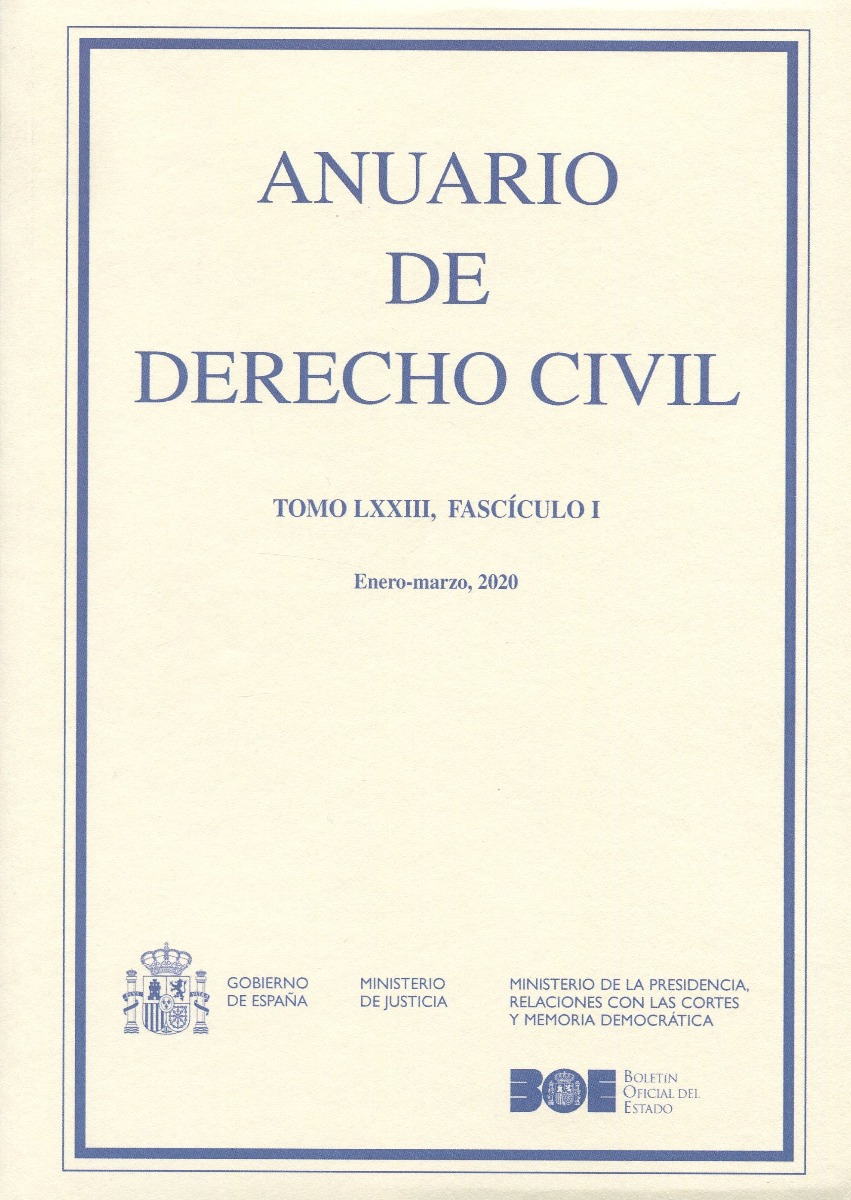 ANUARIO
DE
DERECHO CIVIL
TOMO LXXIII, FASCÍCULO I
Enero-marzo, 2020
GOBIERNO
DE ESPAÑA
MINISTERIO
DE JUSTICIA
MINISTERIO DE LA PRESIDENCIA,
RELACIONES CON LAS CORTES
Y MEMORIA DEMOCRÁTICA
BOE
BOLETÍN
OFICIAL DEL
ESTADO